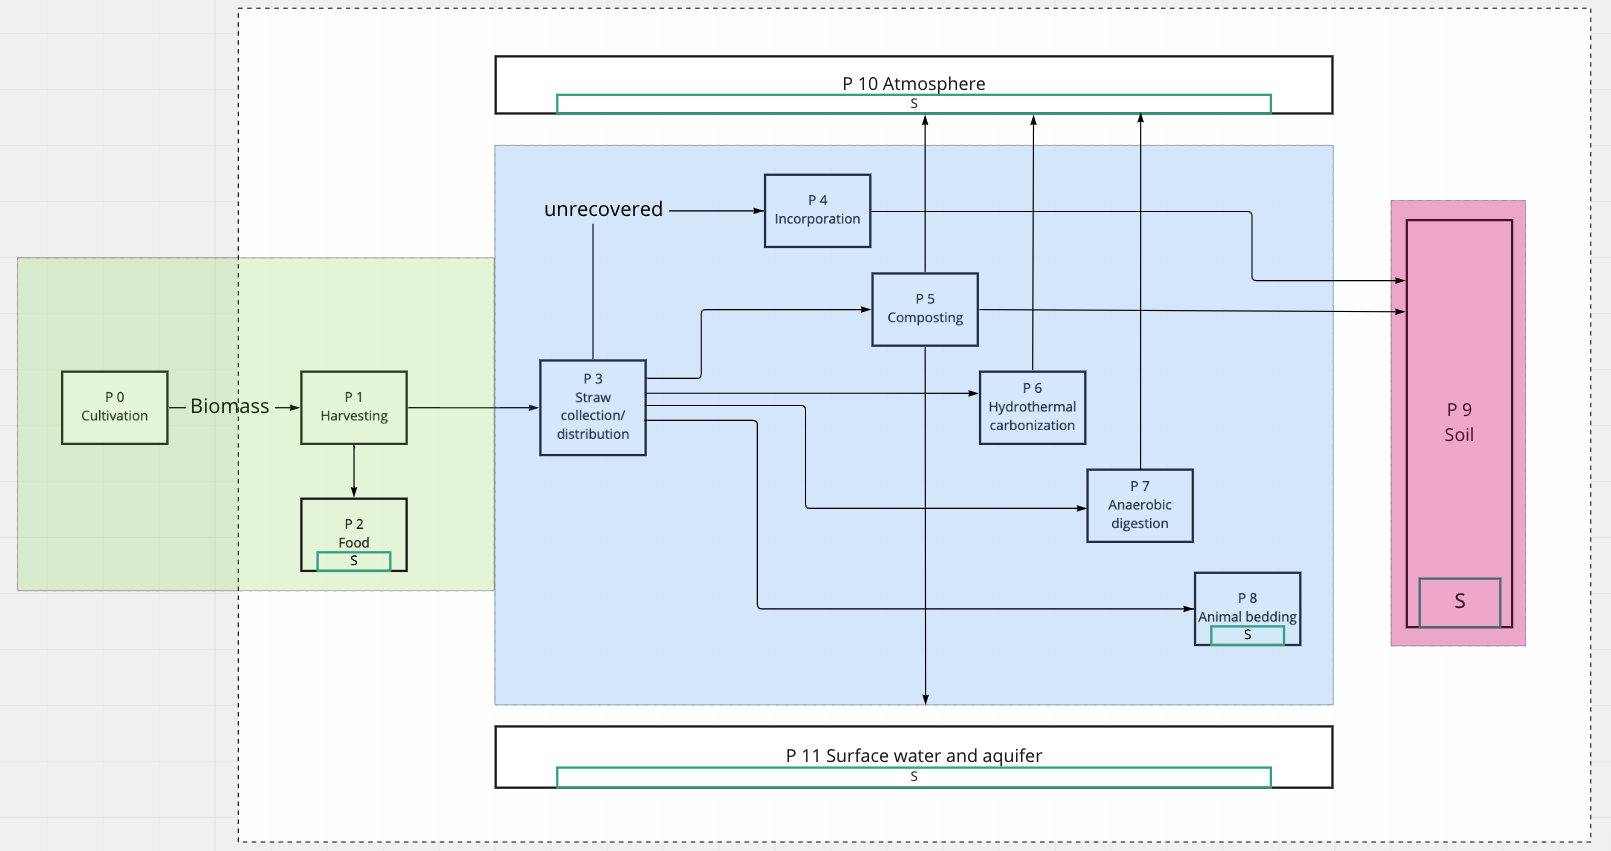 P 10 Atmosphere
S
P 4
Incorporation
unrecovered
P 5
Composting
P 0
Cultivation
Biomass
P 1
Harvesting
P 2
Food
S
P 3
Straw
collection/
distribution
P 6
Hydrothermal
carbonization
P 7
Anaerobic
digestion
P 8
Animal bedding
S
P 9
Soil
S
P 11 Surface water and aquifer
S